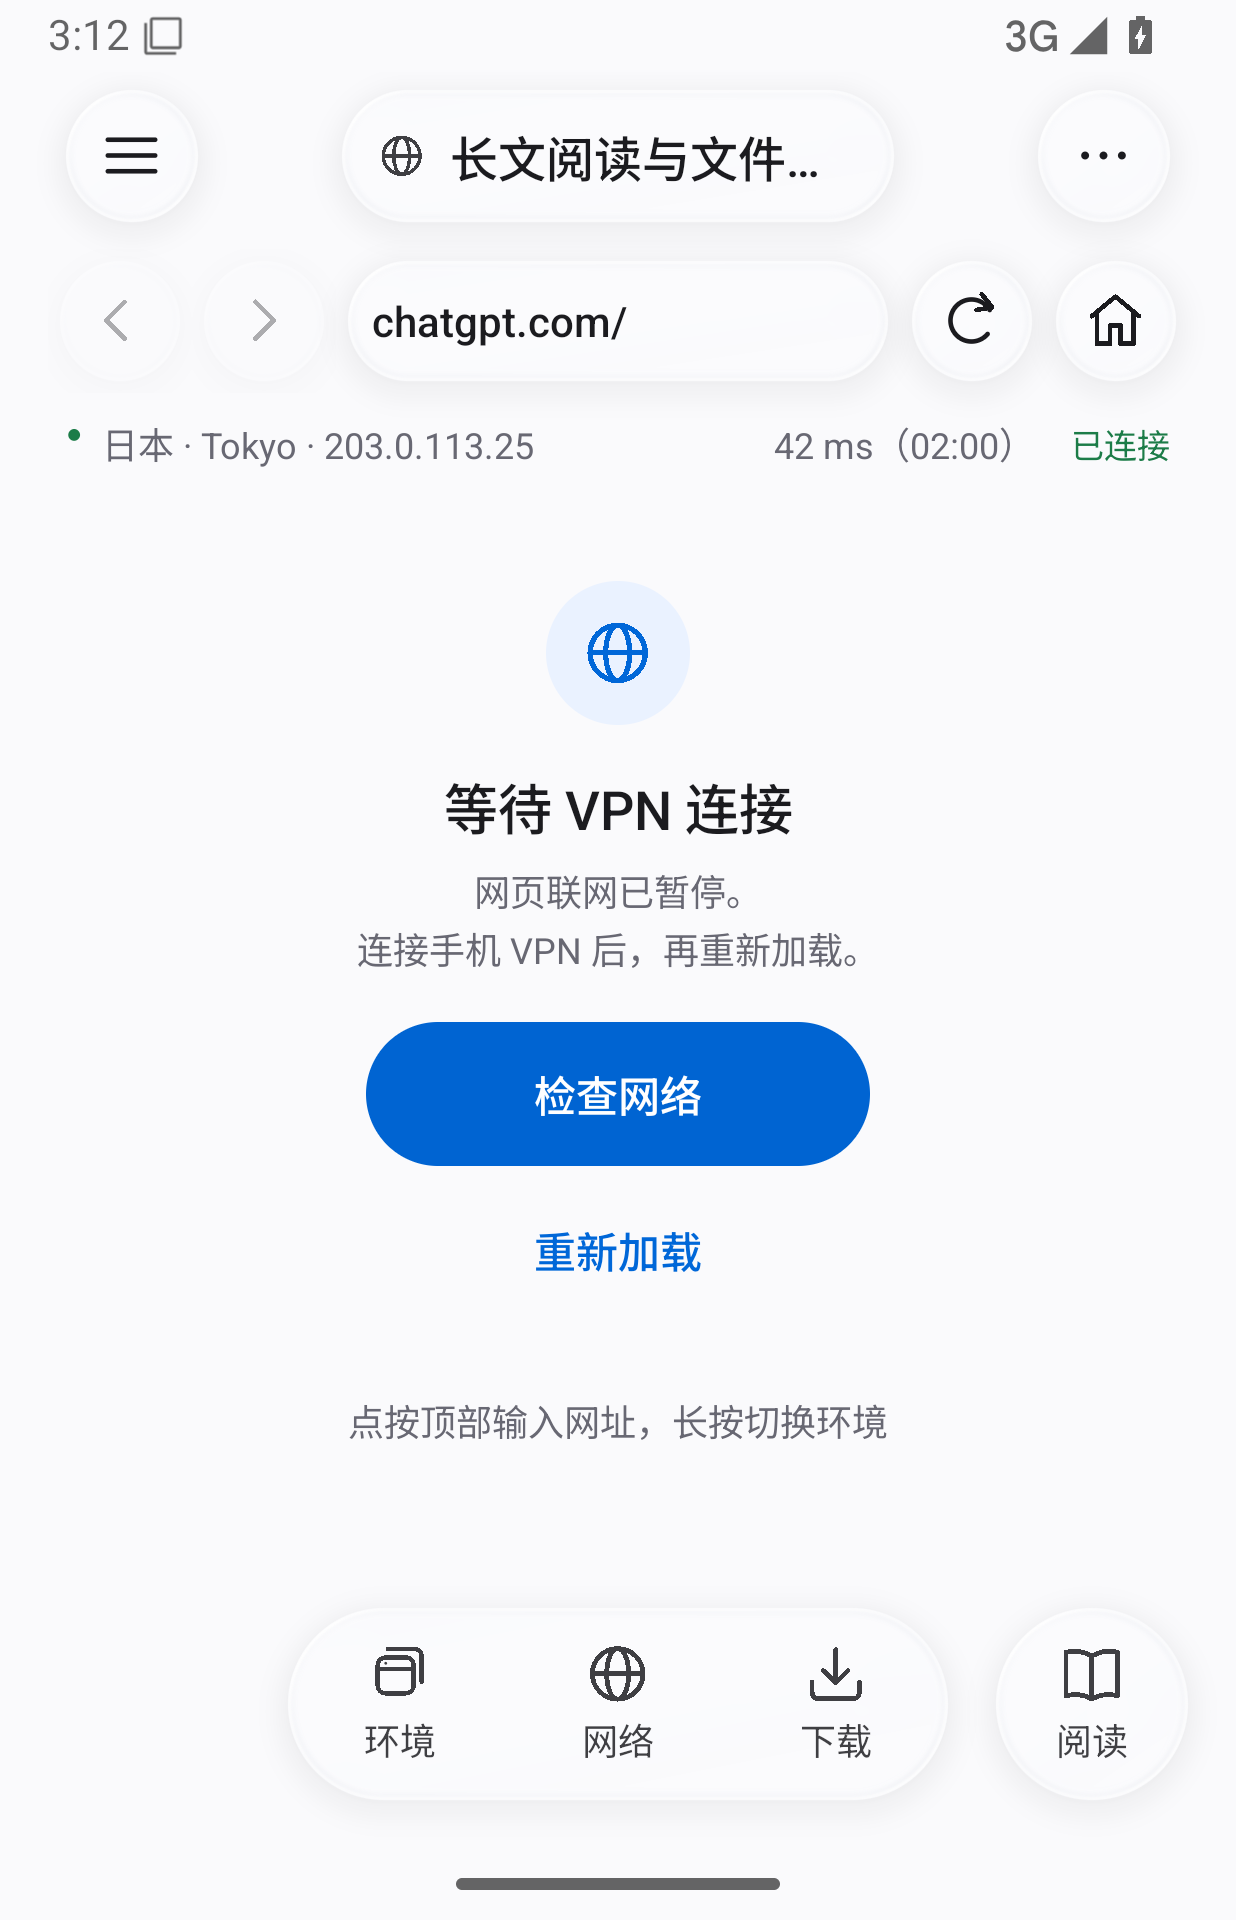 3:12 3G
长文阅读与文件...
chatgpt.com/
日本 · Tokyo · 203.0.113.25 42 ms（02:00） 已连接
等待 VPN 连接
网页联网已暂停。
连接手机 VPN 后，再重新加载。
检查网络
重新加载
点按顶部输入网址，长按切换环境
环境 网络 下载 阅读